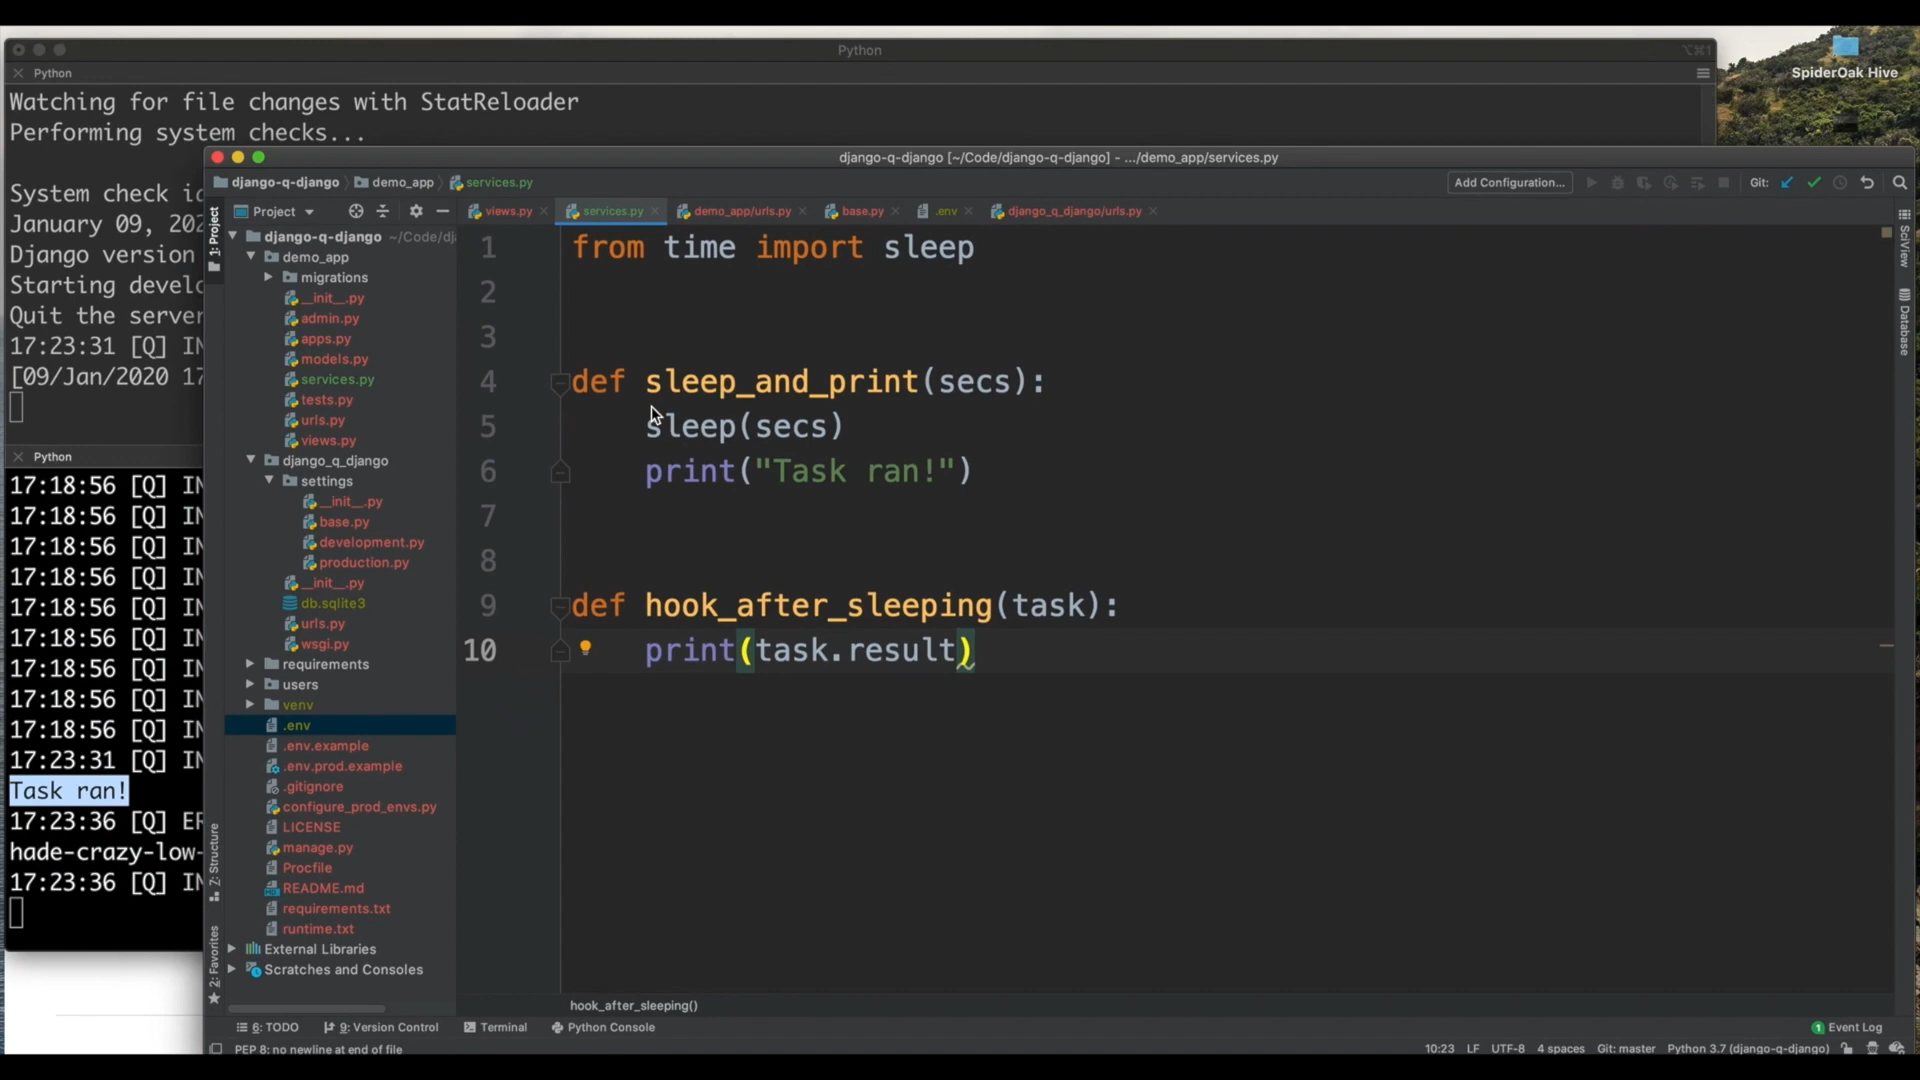 Python
⌥⌘1
SpiderOak Hive
Python
Watching for file changes with StatReloader
Performing system checks...
System check
January 09, 202
Django version
Starting develo
Quit the server
17:23:31 [Q] IN
[09/Jan/2020 17
Python
17:18:56 [Q] IN
17:18:56 [Q] IN
17:18:56 [Q] IN
17:18:56 [Q] IN
17:18:56 [Q] IN
17:18:56 [Q] IN
17:18:56 [Q] IN
17:18:56 [Q] IN
17:18:56 [Q] IN
17:23:31 [Q] IN
Task ran!
17:23:36 [Q] ER
hade-crazy-low-
17:23:36 [Q] IN
django-q-django [~/Code/django-q-django] - .../demo_app/services.py
django-q-django
demo_app
services.py
Add Configuration...
Git:
1: Project
Project
views.py
services.py
demo_app/urls.py
base.py
.env
django_q_django/urls.py
django-q-django ~/Code/dj
demo_app
migrations
__init__.py
admin.py
apps.py
models.py
services.py
tests.py
urls.py
views.py
django_q_django
settings
__init__.py
base.py
development.py
production.py
__init__.py
db.sqlite3
urls.py
wsgi.py
requirements
users
venv
.env
.env.example
.env.prod.example
.gitignore
configure_prod_envs.py
LICENSE
manage.py
Procfile
README.md
requirements.txt
runtime.txt
External Libraries
Scratches and Consoles
Z: Structure
2: Favorites
1 from time import sleep
2
3
4 def sleep_and_print(secs):
5 sleep(secs)
6 print("Task ran!")
7
8
9 def hook_after_sleeping(task):
10 print(task.result)
SciView
Database
hook_after_sleeping()
6: TODO
9: Version Control
Terminal
Python Console
1 Event Log
PEP 8: no newline at end of file
10:23 LF UTF-8 4 spaces Git: master Python 3.7 (django-q-django)